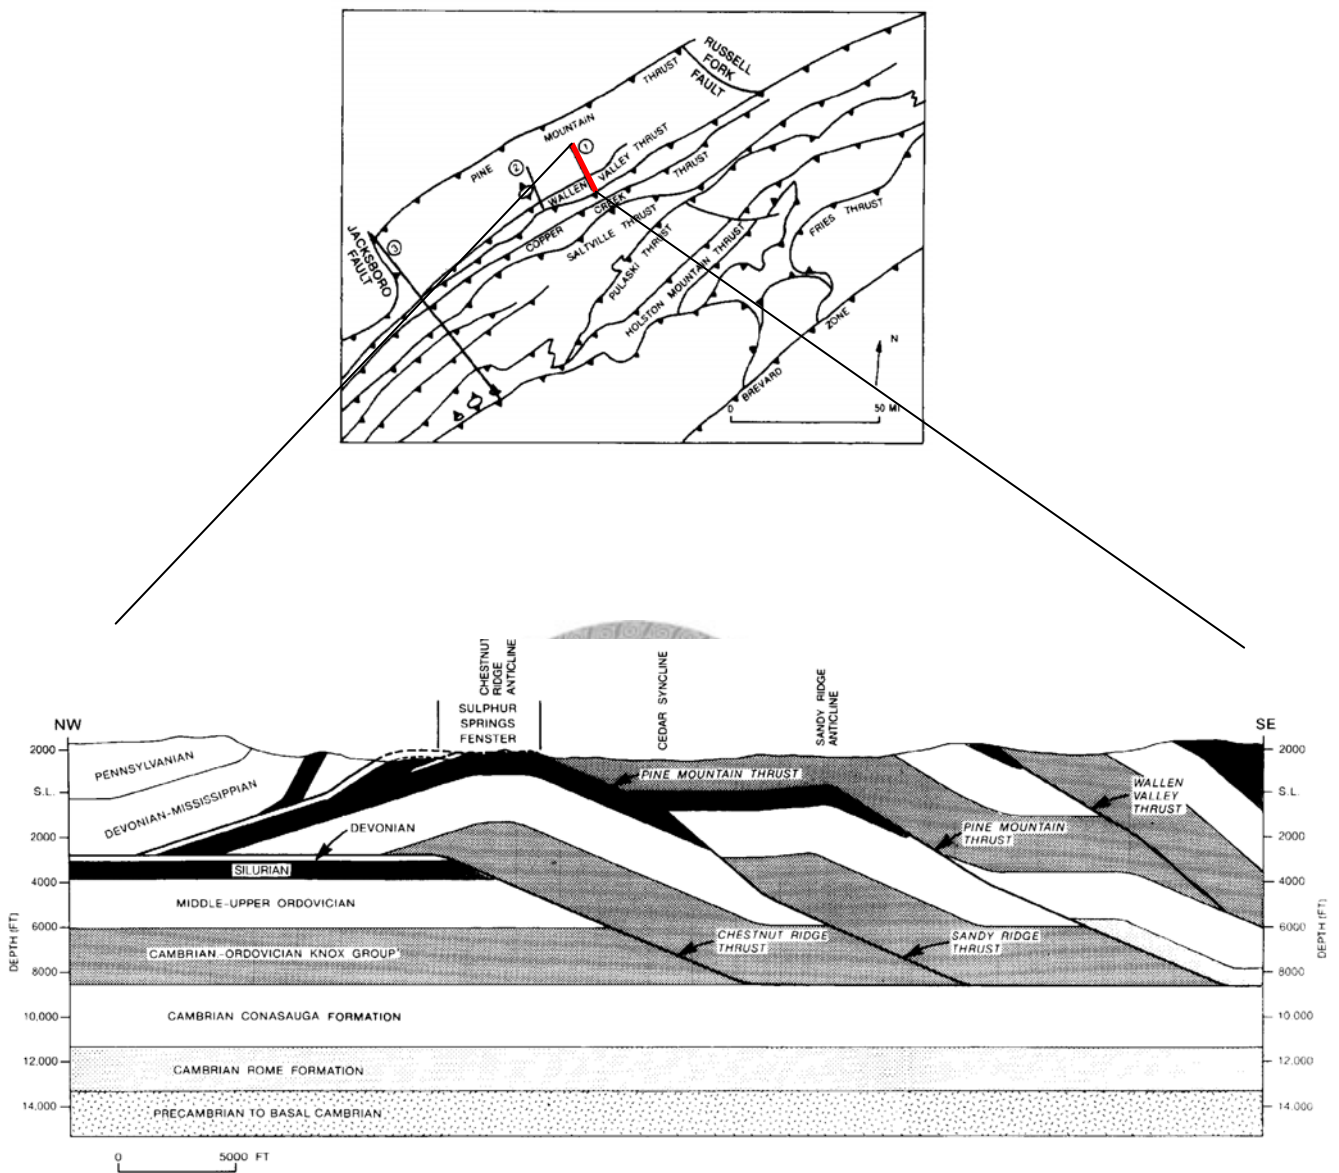 RUSSELL
FORK
FAULT
THRUST
MOUNTAIN
PINE
1
2
3
WALLEN VALLEY THRUST
COPPER CREEK THRUST
SALTVILLE THRUST
PULASKI THRUST
HOLSTON MOUNTAIN THRUST
FRIES THRUST
JACKSBORO
FAULT
BREVARD ZONE
N
0 50 MI
CHESTNUT
RIDGE
ANTICLINE
SULPHUR
SPRINGS
FENSTER
CEDAR SYNCLINE
SANDY RIDGE
ANTICLINE
NW
SE
2000
S.L.
2000
4000
6000
8000
10,000
12.000
14.000
DEPTH (FT)
PENNSYLVANIAN
DEVONIAN-MISSISSIPPIAN
DEVONIAN
SILURIAN
MIDDLE-UPPER ORDOVICIAN
CAMBRIAN-ORDOVICIAN KNOX GROUP'
CAMBRIAN CONASAUGA FORMATION
CAMBRIAN ROME FORMATION
PRECAMBRIAN TO BASAL CAMBRIAN
PINE MOUNTAIN THRUST
WALLEN
VALLEY
THRUST
PINE MOUNTAIN
THRUST
CHESTNUT RIDGE
THRUST
SANDY RIDGE
THRUST
2000
S.L.
2000
4000
6000
8000
10 000
12.000
14.000
DEPTH (FT)
0 5000 FT